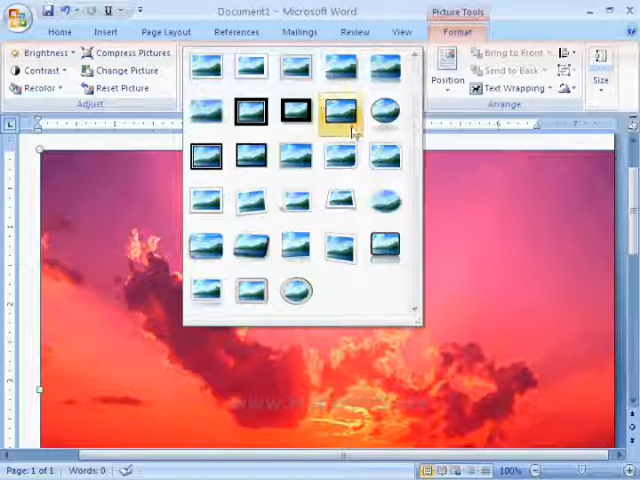 Document1 - Microsoft Word
Picture Tools
Home
Insert
Page Layout
References
Mailings
Review
View
Format
Brightness
Compress Pictures
Contrast
Change Picture
Recolor
Reset Picture
Adjust
Position
Bring to Front
Send to Back
Text Wrapping
Arrange
Size
Page: 1 of 1
Words: 0
100%